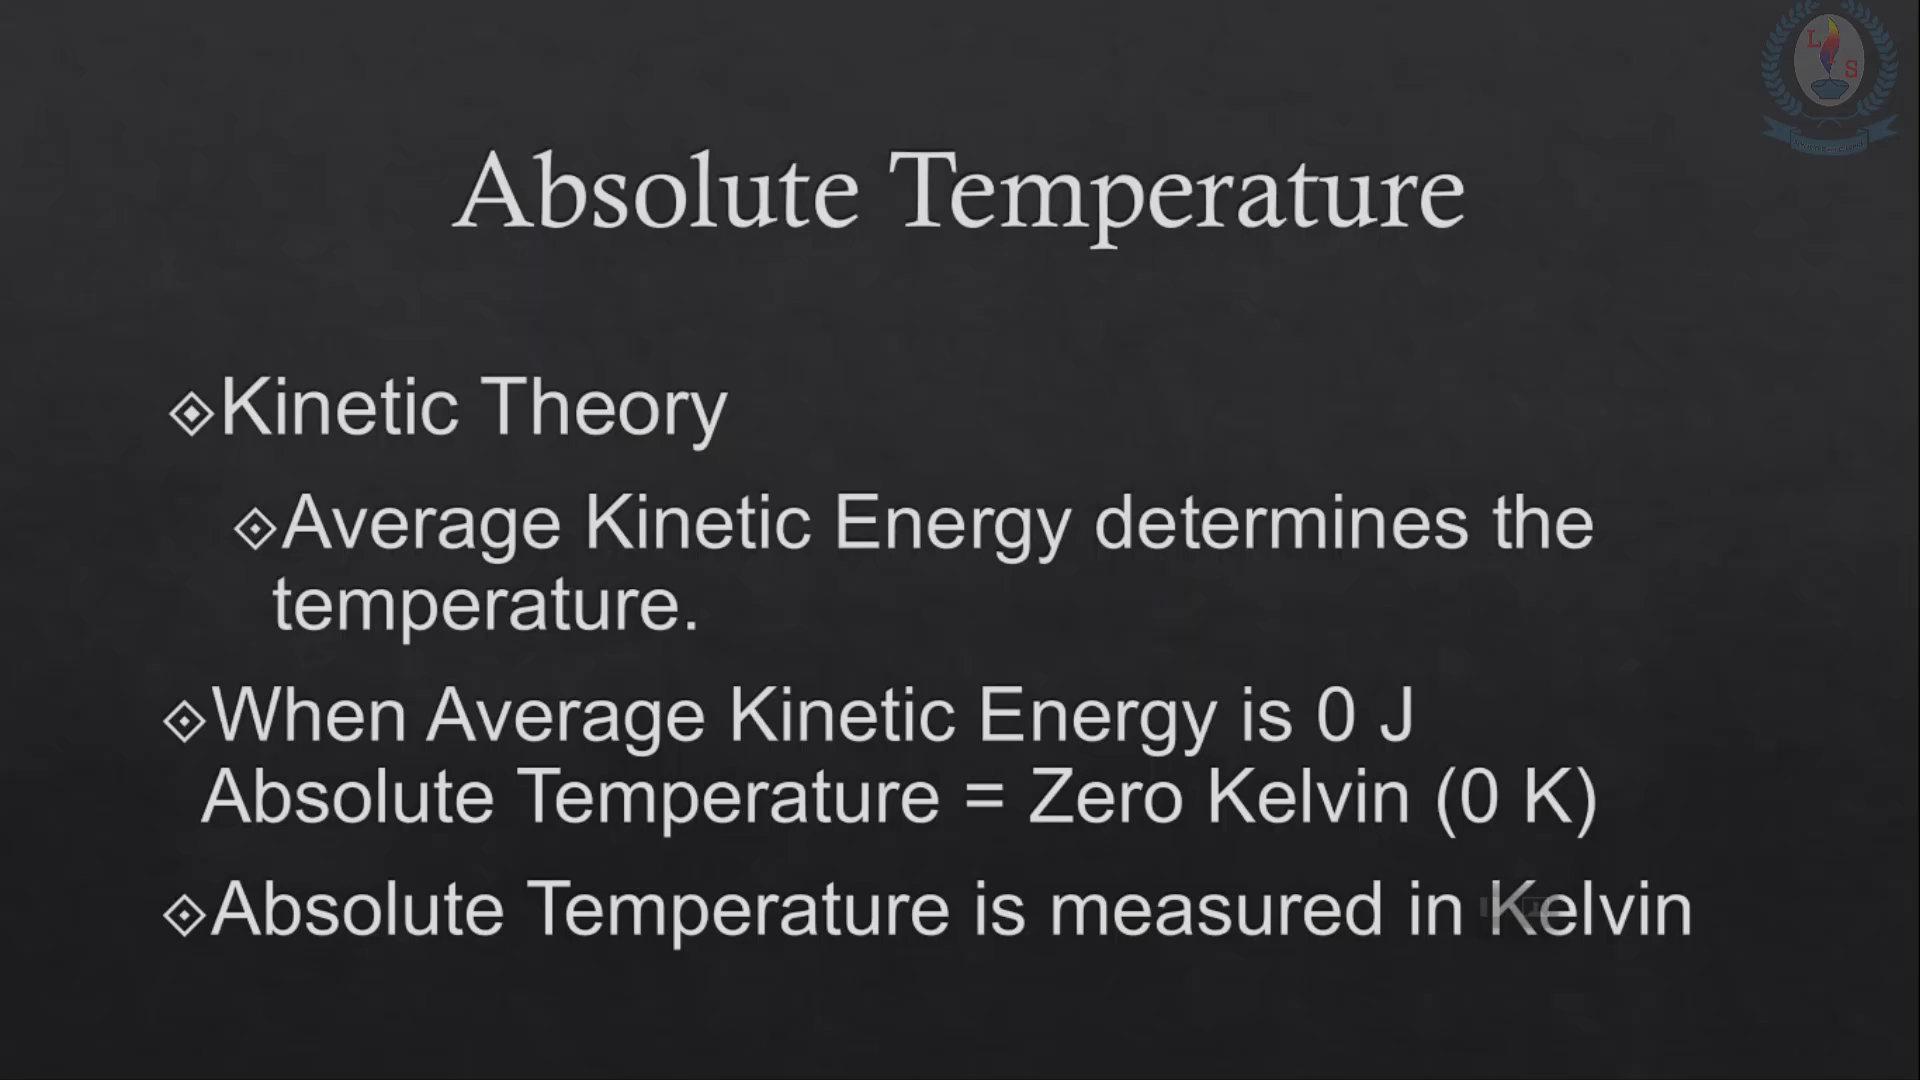 L
S
Absolute Temperature
Kinetic Theory
Average Kinetic Energy determines the
temperature.
When Average Kinetic Energy is 0 J
Absolute Temperature = Zero Kelvin (0 K)
Absolute Temperature is measured in Kelvin